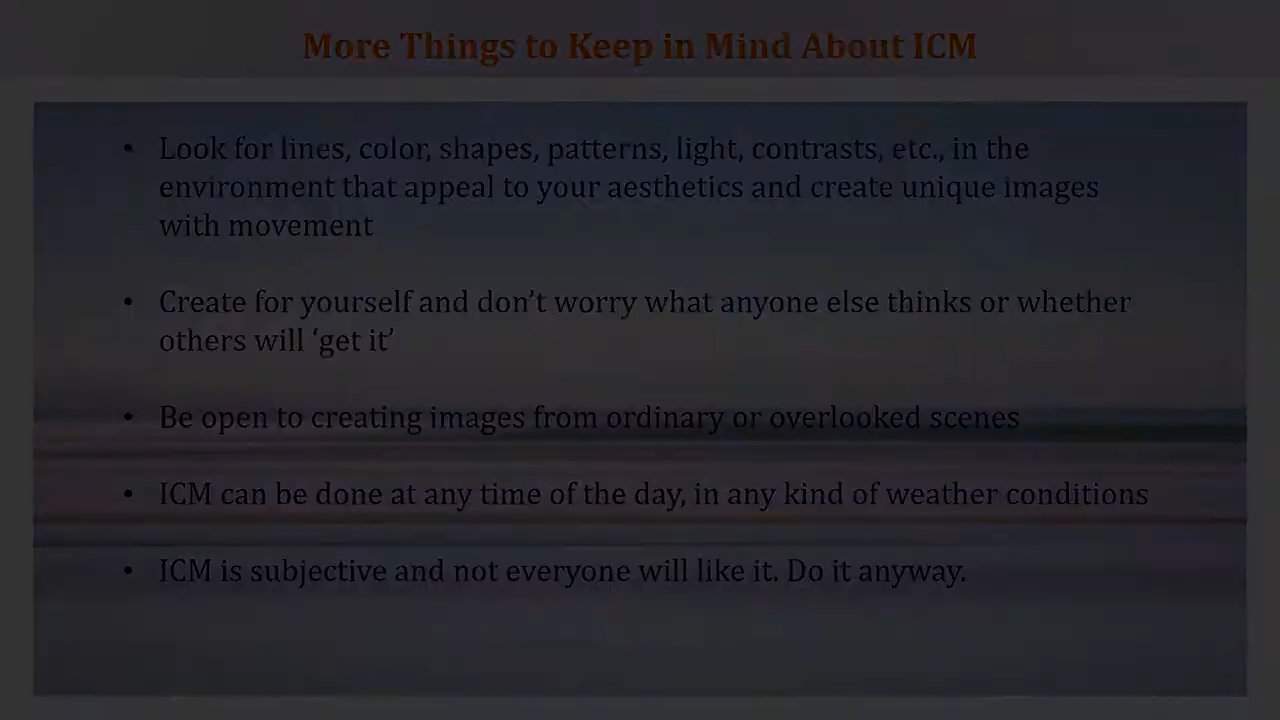 More Things to Keep in Mind About ICM
• Look for lines, color, shapes, patterns, light, contrasts, etc., in the
environment that appeal to your aesthetics and create unique images
with movement
• Create for yourself and don’t worry what anyone else thinks or whether
others will ‘get it’
• Be open to creating images from ordinary or overlooked scenes
• ICM can be done at any time of the day, in any kind of weather conditions
• ICM is subjective and not everyone will like it. Do it anyway.